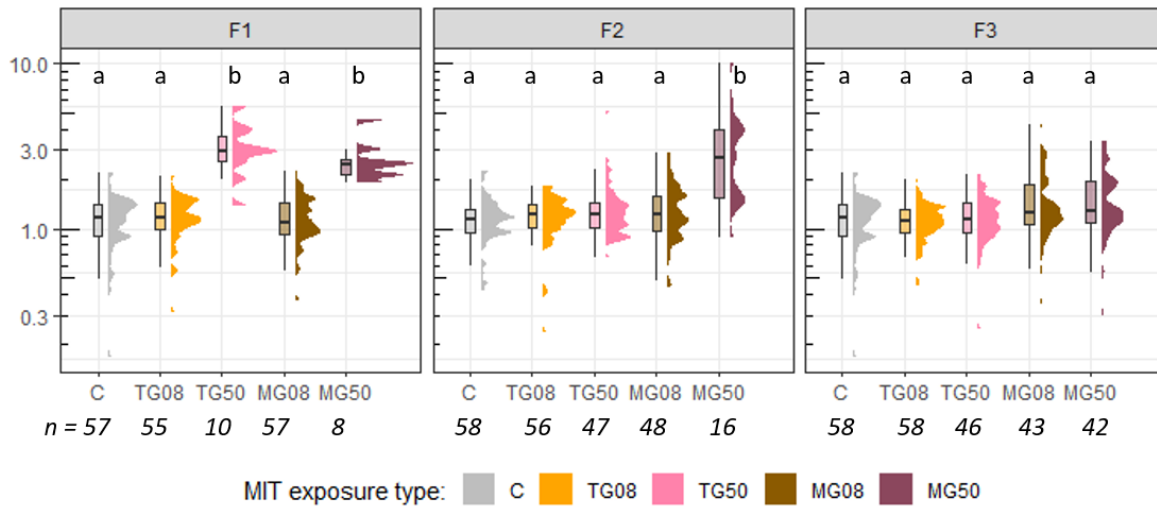 F1 F2 F3
10.0 a a b a b a a a a b a a a a a
3.0
1.0
0.3
C TG08 TG50 MG08 MG50 C TG08 TG50 MG08 MG50 C TG08 TG50 MG08 MG50
n = 57 55 10 57 8 58 56 47 48 16 58 58 46 43 42
MIT exposure type: C TG08 TG50 MG08 MG50